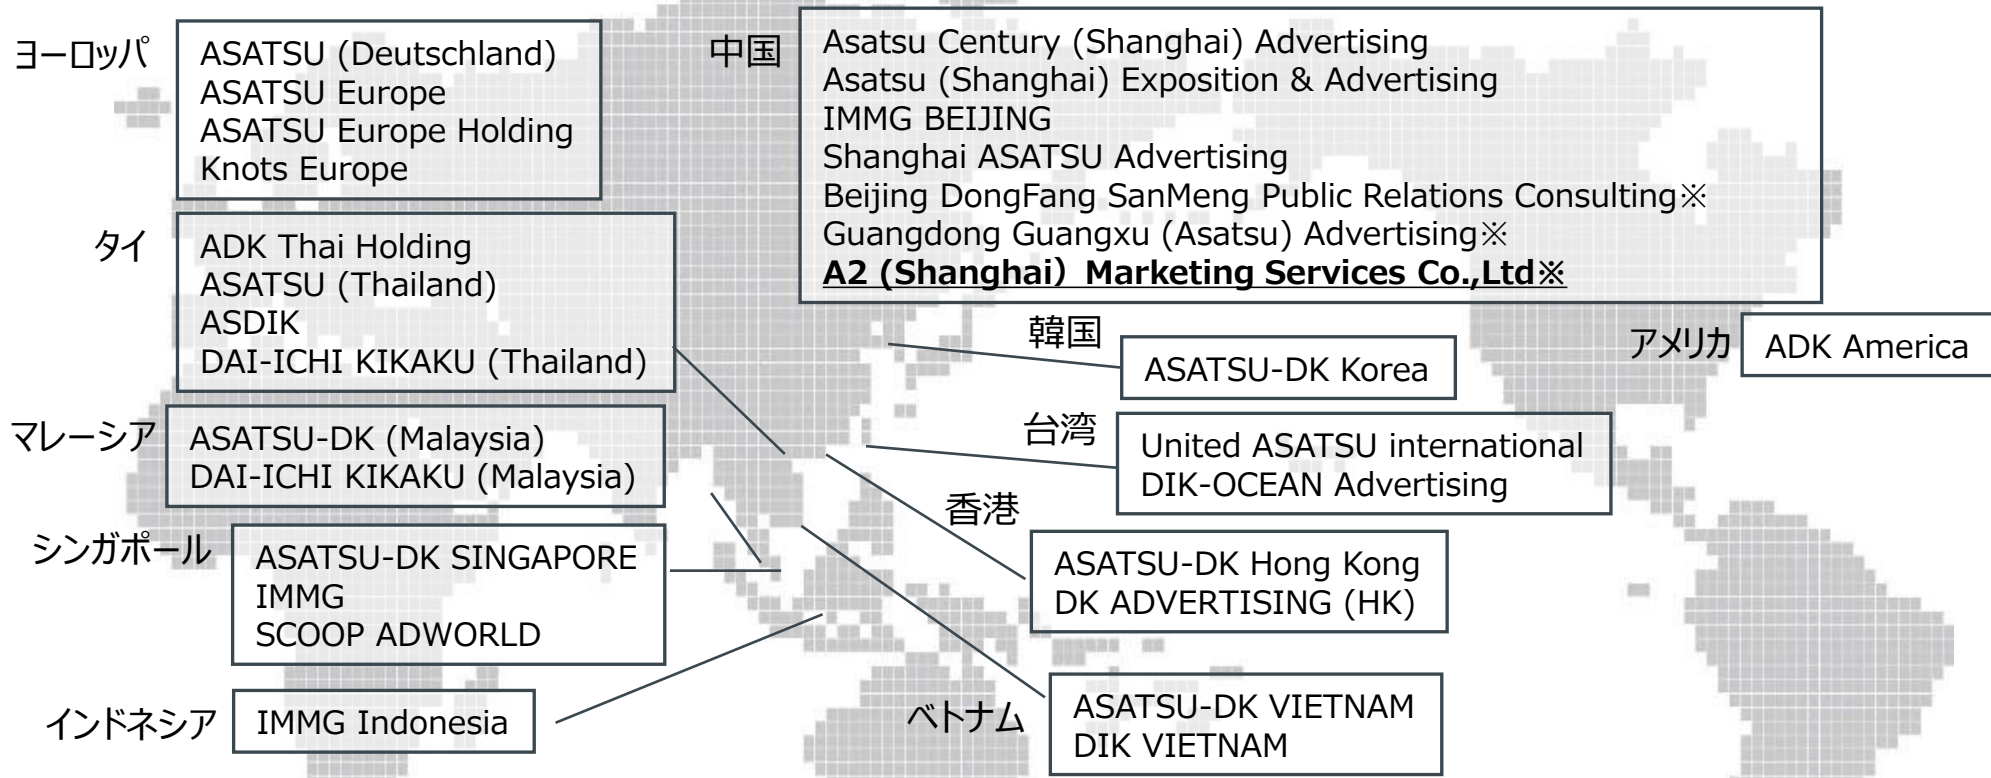 ヨーロッパ
ASATSU (Deutschland)
ASATSU Europe
ASATSU Europe Holding
Knots Europe
中国
Asatsu Century (Shanghai) Advertising
Asatsu (Shanghai) Exposition & Advertising
IMMG BEIJING
Shanghai ASATSU Advertising
Beijing DongFang SanMeng Public Relations Consulting※
Guangdong Guangxu (Asatsu) Advertising※
A2 (Shanghai）Marketing Services Co.,Ltd※
タイ
ADK Thai Holding
ASATSU (Thailand)
ASDIK
DAI-ICHI KIKAKU (Thailand)
韓国
ASATSU-DK Korea
アメリカ
ADK America
マレーシア
ASATSU-DK (Malaysia)
DAI-ICHI KIKAKU (Malaysia)
台湾
United ASATSU international
DIK-OCEAN Advertising
シンガポール
ASATSU-DK SINGAPORE
IMMG
SCOOP ADWORLD
香港
ASATSU-DK Hong Kong
DK ADVERTISING (HK)
インドネシア
IMMG Indonesia
ベトナム
ASATSU-DK VIETNAM
DIK VIETNAM